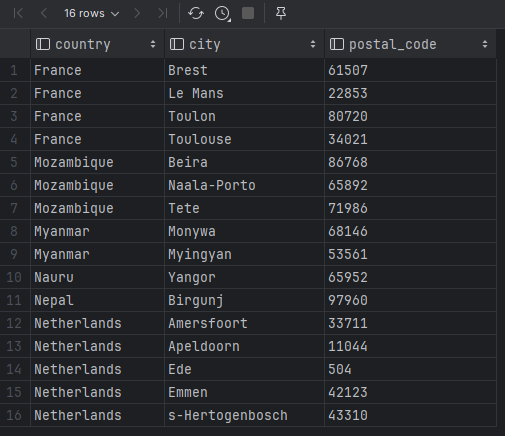 16 rows
country city postal_code
1 France Brest 61507
2 France Le Mans 22853
3 France Toulon 80720
4 France Toulouse 34021
5 Mozambique Beira 86768
6 Mozambique Naala-Porto 65892
7 Mozambique Tete 71986
8 Myanmar Monywa 68146
9 Myanmar Myingyan 53561
10 Nauru Yangor 65952
11 Nepal Birgunj 97960
12 Netherlands Amersfoort 33711
13 Netherlands Apeldoorn 11044
14 Netherlands Ede 504
15 Netherlands Emmen 42123
16 Netherlands s-Hertogenbosch 43310